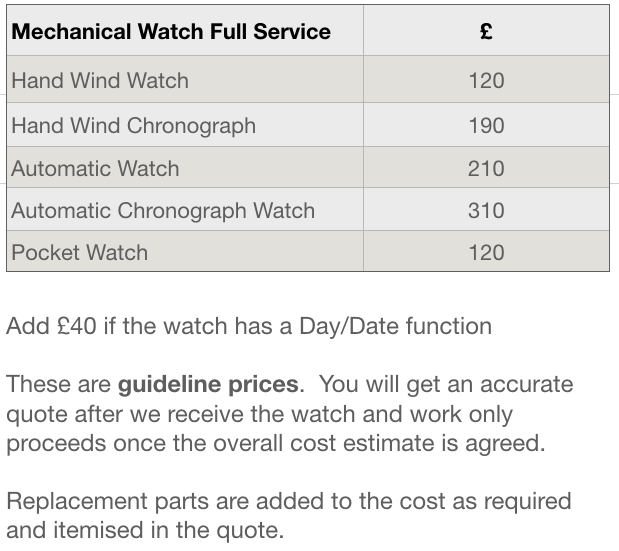 Mechanical Watch Full Service £
Hand Wind Watch 120
Hand Wind Chronograph 190
Automatic Watch 210
Automatic Chronograph Watch 310
Pocket Watch 120
Add £40 if the watch has a Day/Date function
These are guideline prices.  You will get an accurate
quote after we receive the watch and work only
proceeds once the overall cost estimate is agreed.
Replacement parts are added to the cost as required
and itemised in the quote.